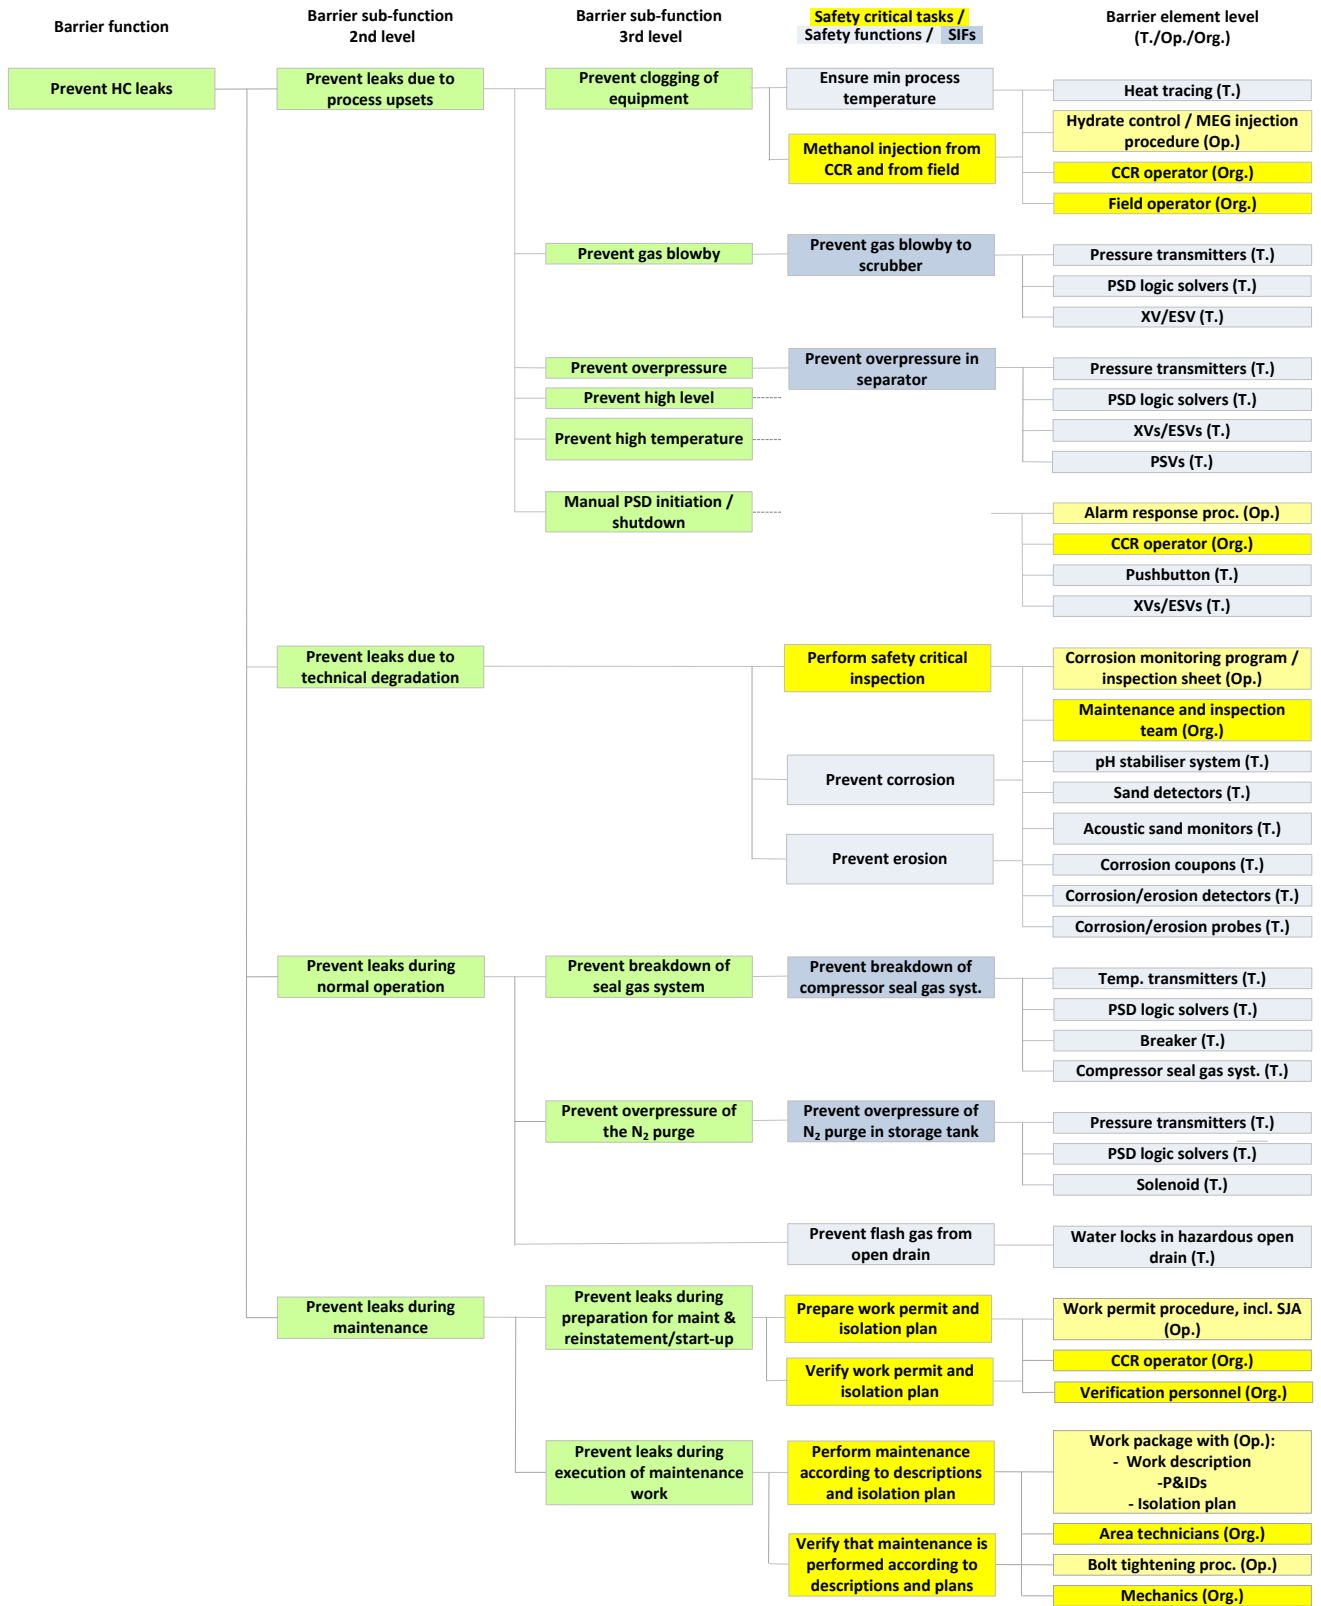 Barrier function
Barrier sub-function
2nd level
Barrier sub-function
3rd level
Safety critical tasks /
Safety functions / SIFs
Barrier element level
(T./Op./Org.)
Prevent HC leaks
Prevent leaks due to
process upsets
Prevent clogging of
equipment
Ensure min process
temperature
Heat tracing (T.)
Hydrate control / MEG injection
procedure (Op.)
Methanol injection from
CCR and from field
CCR operator (Org.)
Field operator (Org.)
Prevent gas blowby
Prevent gas blowby to
scrubber
Pressure transmitters (T.)
PSD logic solvers (T.)
XV/ESV (T.)
Prevent overpressure
Prevent overpressure in
separator
Pressure transmitters (T.)
Prevent high level
PSD logic solvers (T.)
Prevent high temperature
XVs/ESVs (T.)
PSVs (T.)
Manual PSD initiation /
shutdown
Alarm response proc. (Op.)
CCR operator (Org.)
Pushbutton (T.)
XVs/ESVs (T.)
Prevent leaks due to
technical degradation
Perform safety critical
inspection
Corrosion monitoring program /
inspection sheet (Op.)
Maintenance and inspection
team (Org.)
Prevent corrosion
pH stabiliser system (T.)
Sand detectors (T.)
Acoustic sand monitors (T.)
Prevent erosion
Corrosion coupons (T.)
Corrosion/erosion detectors (T.)
Corrosion/erosion probes (T.)
Prevent leaks during
normal operation
Prevent breakdown of
seal gas system
Prevent breakdown of
compressor seal gas syst.
Temp. transmitters (T.)
PSD logic solvers (T.)
Breaker (T.)
Compressor seal gas syst. (T.)
Prevent overpressure of
the N₂ purge
Prevent overpressure of
N₂ purge in storage tank
Pressure transmitters (T.)
PSD logic solvers (T.)
Solenoid (T.)
Prevent flash gas from
open drain
Water locks in hazardous open
drain (T.)
Prevent leaks during
maintenance
Prevent leaks during
preparation for maint &
reinstatement/start-up
Prepare work permit and
isolation plan
Work permit procedure, incl. SJA
(Op.)
Verify work permit and
isolation plan
CCR operator (Org.)
Verification personnel (Org.)
Prevent leaks during
execution of maintenance
work
Perform maintenance
according to descriptions
and isolation plan
Work package with (Op.):
- Work description
-P&IDs
- Isolation plan
Area technicians (Org.)
Verify that maintenance is
performed according to
descriptions and plans
Bolt tightening proc. (Op.)
Mechanics (Org.)